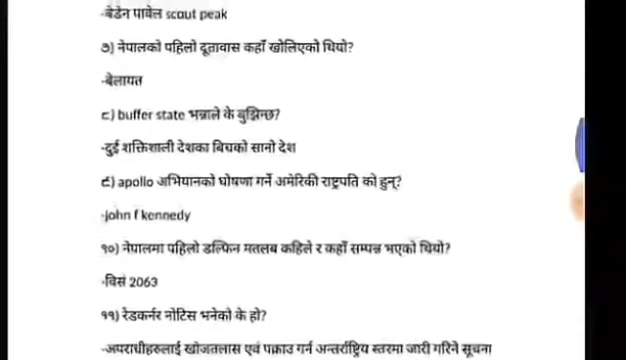 -बेडेन पावेल scout peak
७) नेपालको पहिलो दूतावास कहाँ खोलिएको थियो?
-बेलायत
८) buffer state भन्नाले के बुझिन्छ?
-दुई शक्तिशाली देशका बिचको सानो देश
९) apollo अभियानको घोषणा गर्ने अमेरिकी राष्ट्रपति को हुन्?
-john f kennedy
१०) नेपालमा पहिलो डल्फिन मतलब कहिले र कहाँ सम्पन्न भएको थियो?
-विसं 2063
११) रेडकर्नर नोटिस भनेको के हो?
-अपराधीहरुलाई खोजतलास एवं पक्राउ गर्न अन्तर्राष्ट्रिय स्तरमा जारी गरिने सूचना